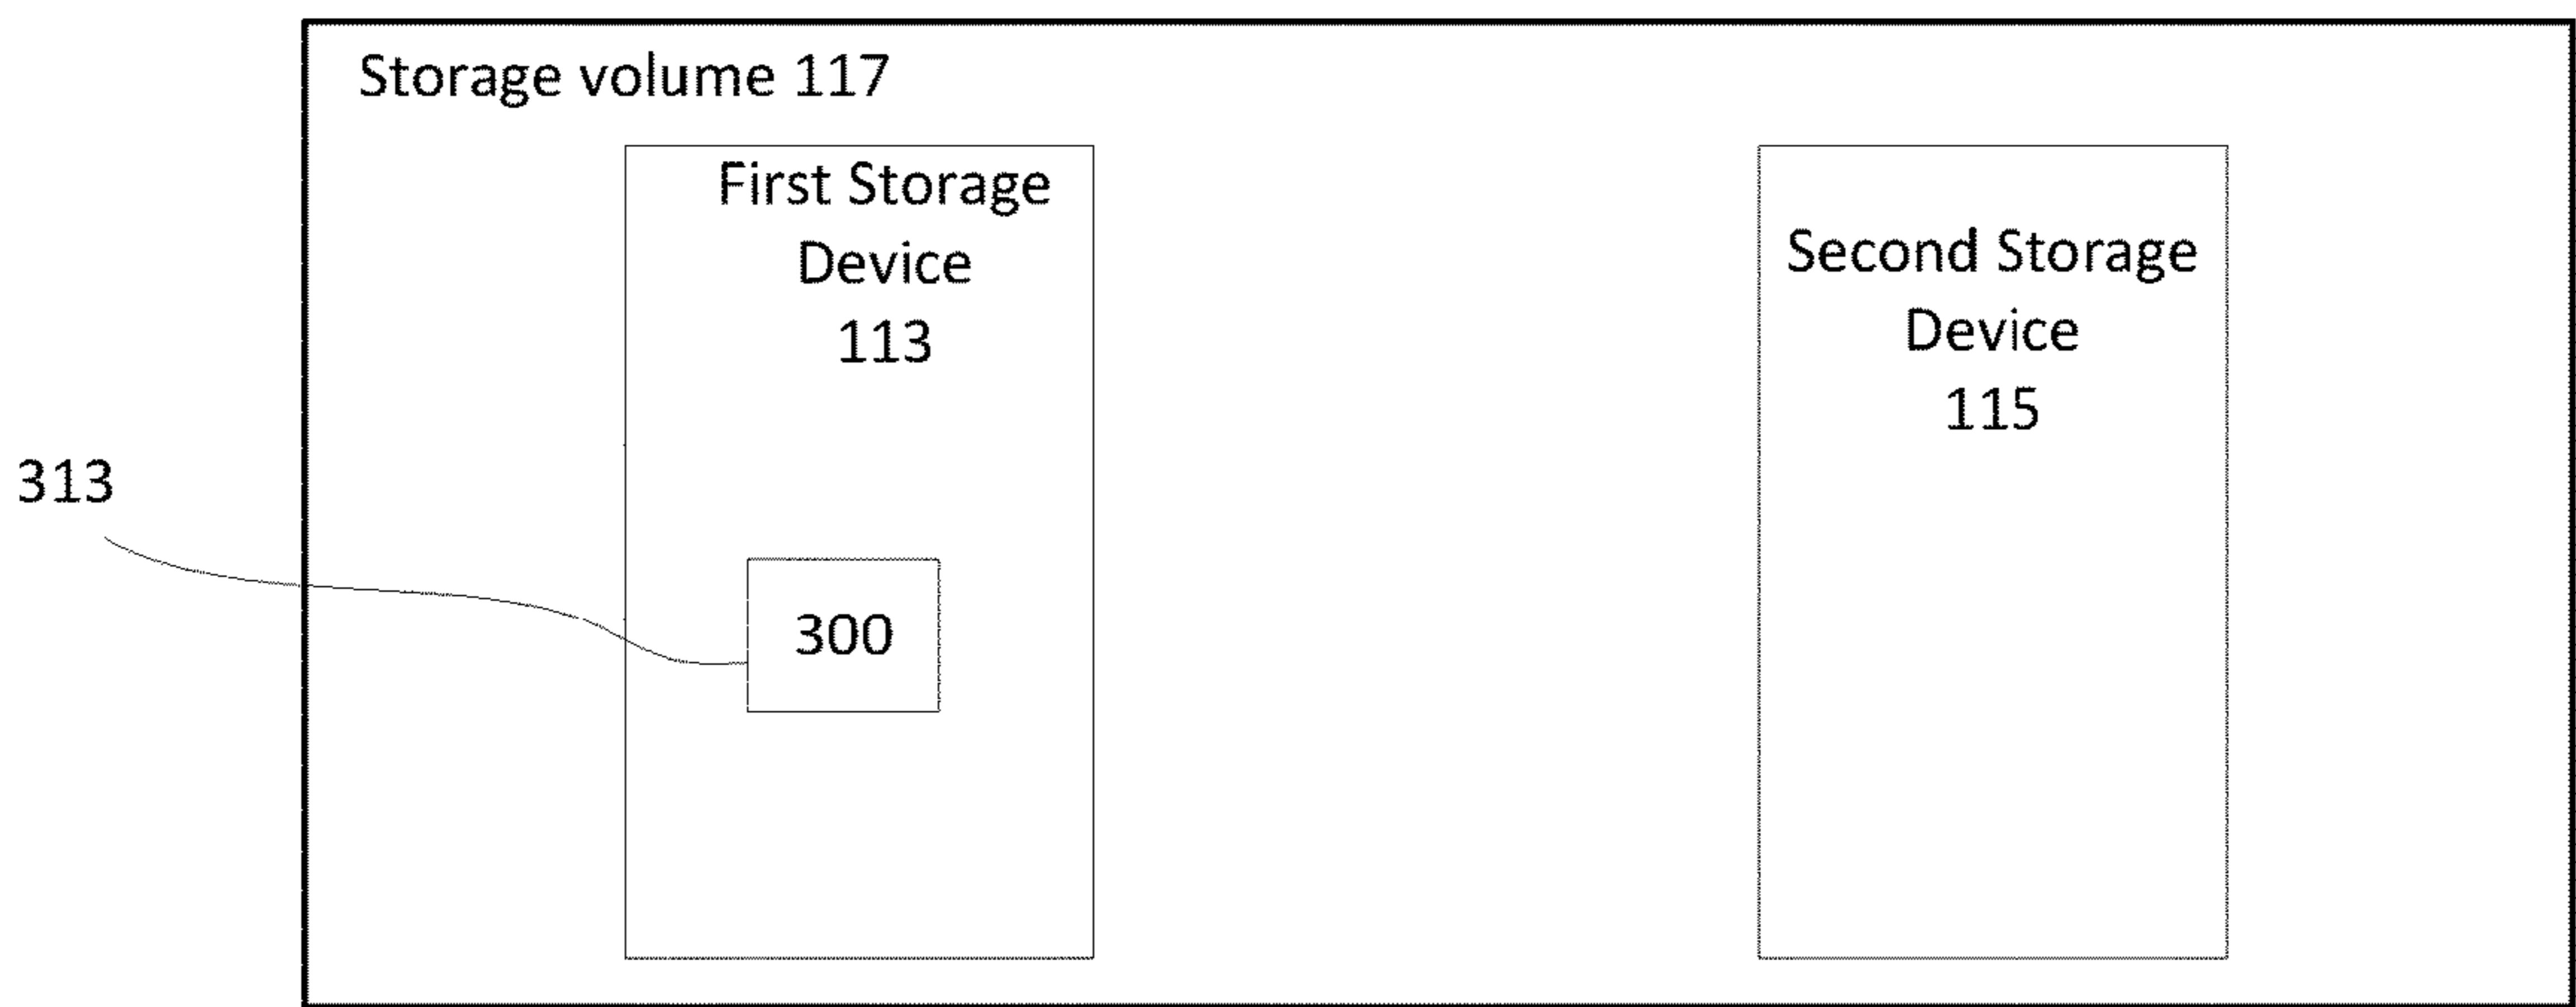 Storage volume 117
First Storage
Device
113
Second Storage
Device
115
313
300